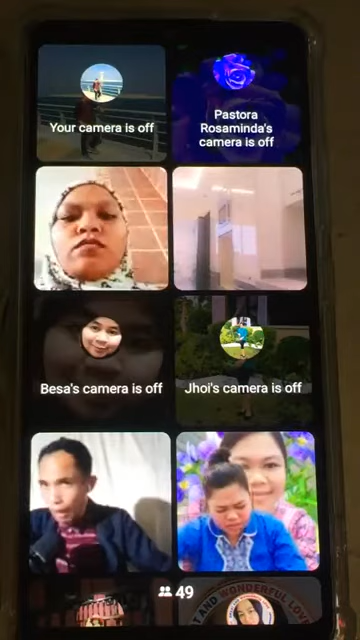 Your camera is off
Pastora
Rosaminda's
camera is off
Besa's camera is off
Jhoi's camera is off
49
AND WONDERFUL LOV